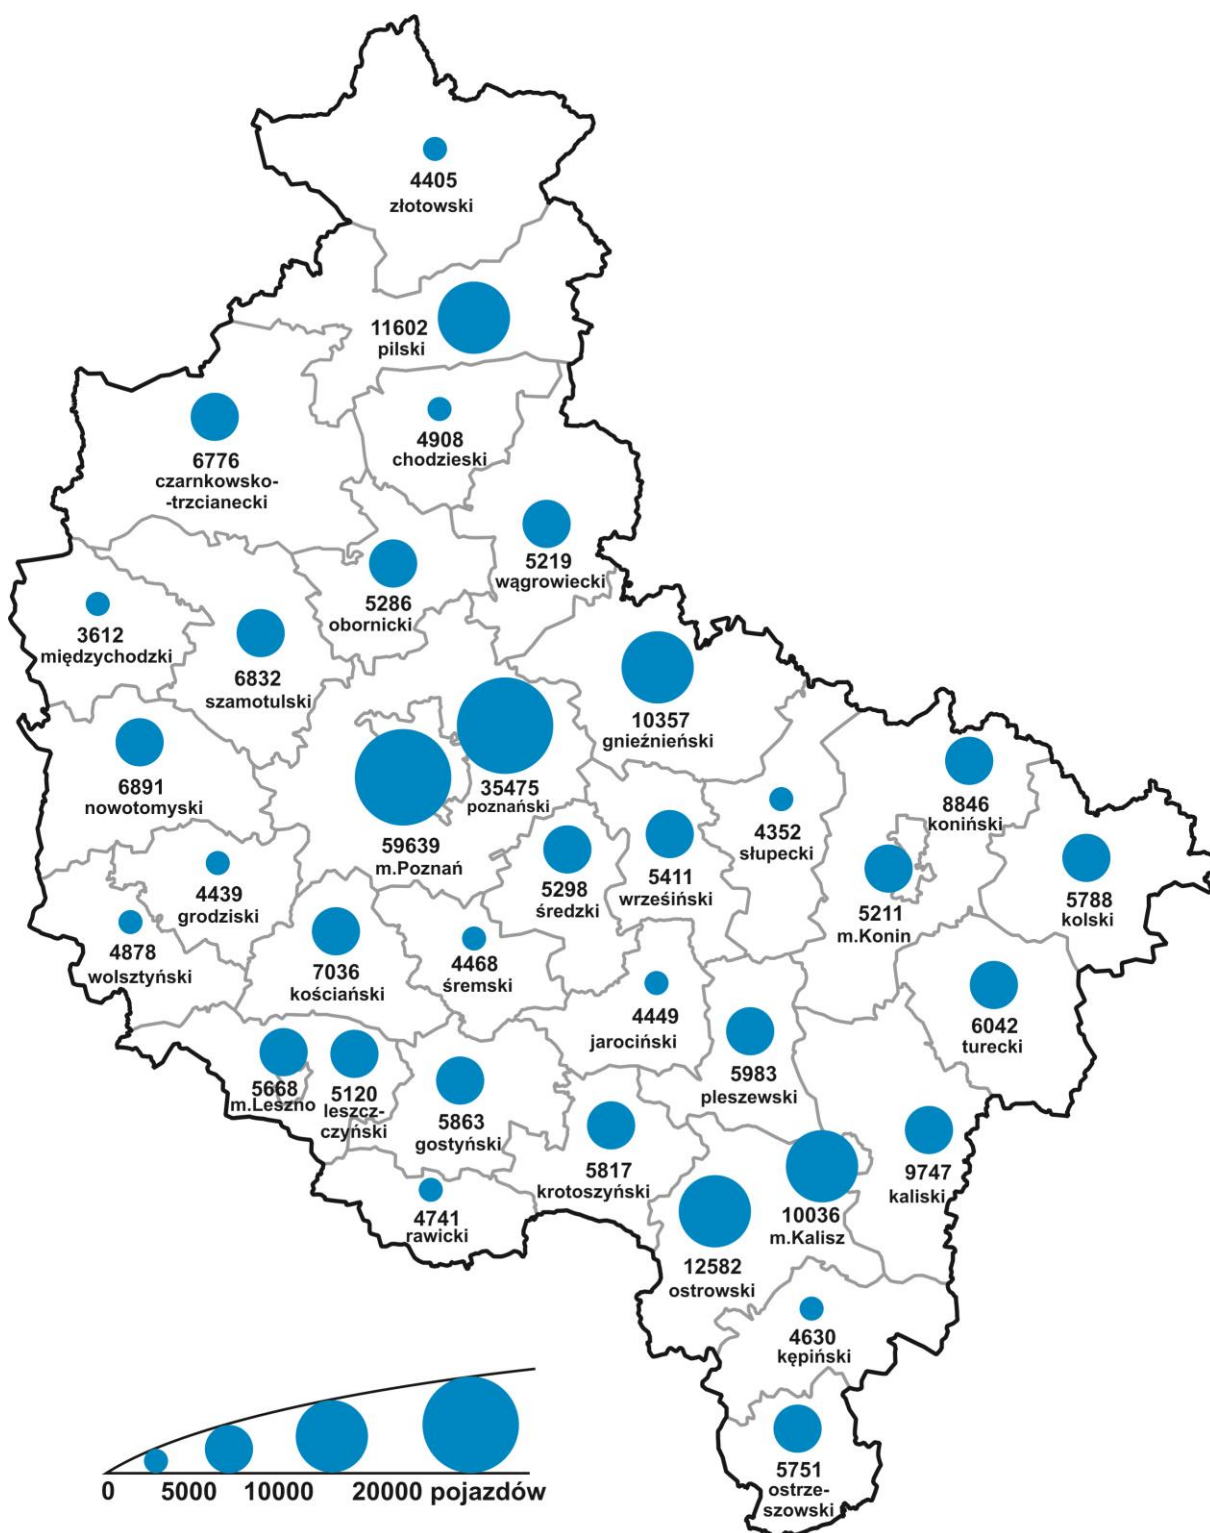 4405
złotowski
11602
pilski
4908
chodzieski
6776
czarnkowsko-
-trzcianecki
5219
wągrowiecki
5286
obornicki
3612
międzychodzki
6832
szamotulski
10357
gnieźnieński
6891
nowotomyski
35475
poznański
59639
m.Poznań
8846
koniński
4352
słupecki
5298
średzki
5411
wrzesiński
5788
kolski
5211
m.Konin
4439
grodziski
4878
wolsztyński
7036
kościański
4468
śremski
4449
jarociński
6042
turecki
5983
pleszewski
5668
m.Leszno
5120
leszcz-
czyński
5863
gostyński
5817
krotoszyński
9747
kaliski
10036
m.Kalisz
4741
rawicki
12582
ostrowski
4630
kępiński
5751
ostrze-
szowski
0 5000 10000 20000 pojazdów